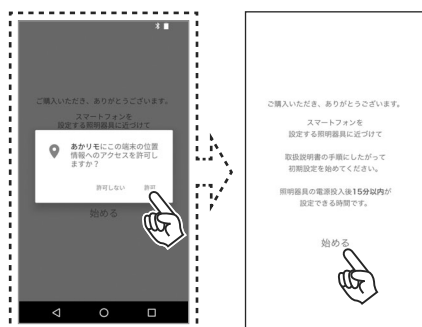 ご購入いただき、ありがとうございます。
スマートフォンを
設定する照明器具に近づけて
あかリモにこの端末の位置
情報へのアクセスを許可し
ますか？
許可しない 許可
始める
ご購入いただき、ありがとうございます。
スマートフォンを
設定する照明器具に近づけて
取扱説明書の手順にしたがって
初期設定を始めてください。
照明器具の電源投入後15分以内が
設定できる時間です。
始める